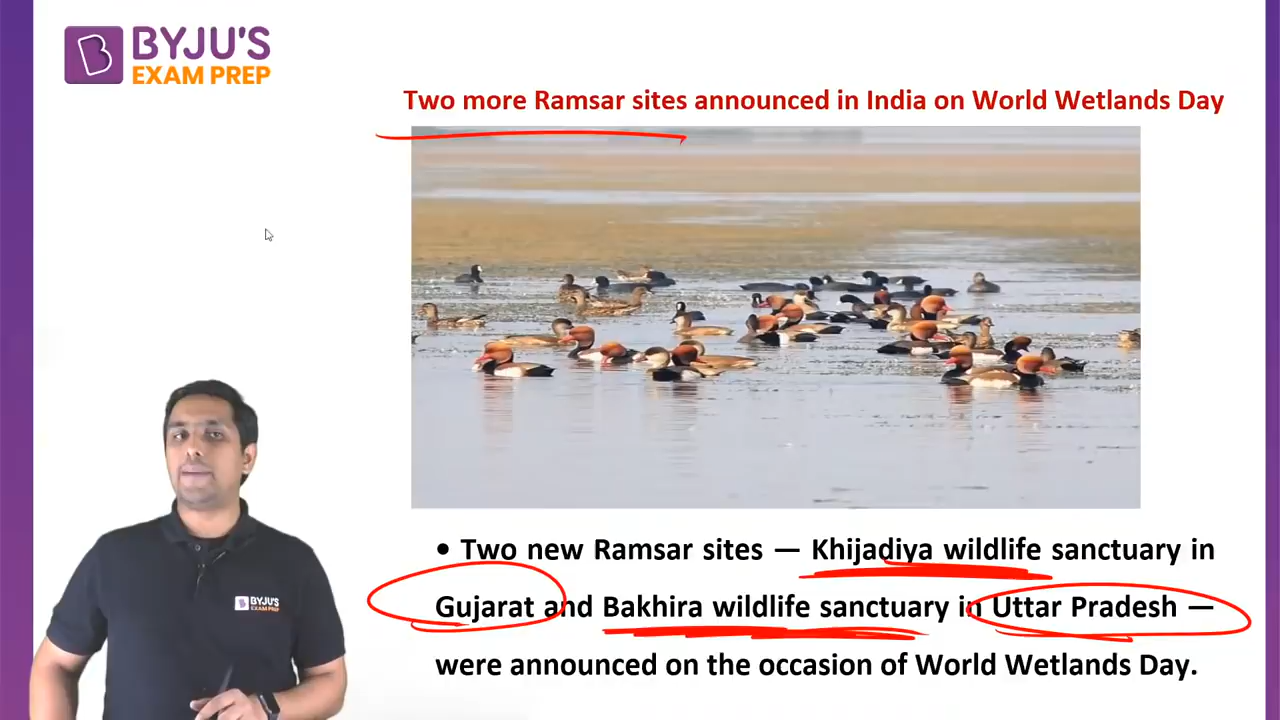 BYJU'S
EXAM PREP
Two more Ramsar sites announced in India on World Wetlands Day
BYJU'S
EXAM PREP
• Two new Ramsar sites — Khijadiya wildlife sanctuary in
Gujarat and Bakhira wildlife sanctuary in Uttar Pradesh —
were announced on the occasion of World Wetlands Day.